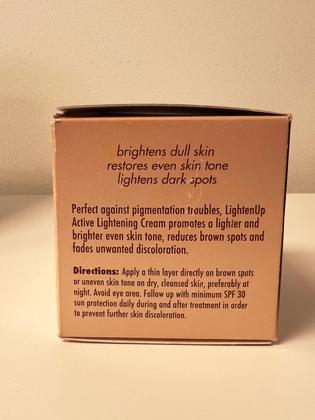 brightens dull skin
restores even skin tone
lightens dark spots
Perfect against pigmentation troubles, LightenUp
Active Lightening Cream promotes a lighter and
brighter even skin tone, reduces brown spots and
fades unwanted discoloration.
Directions: Apply a thin layer directly on brown spots
or uneven skin tone on dry, cleansed skin, preferably at
night. Avoid eye area. Follow up with minimum SPF 30
sun protection daily during and after treatment in order
to prevent further skin discoloration.